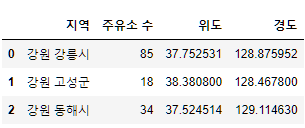 지역 주유소 수 위도 경도
0 강원 강릉시 85 37.752531 128.875952
1 강원 고성군 18 38.380800 128.467800
2 강원 동해시 34 37.524514 129.114630